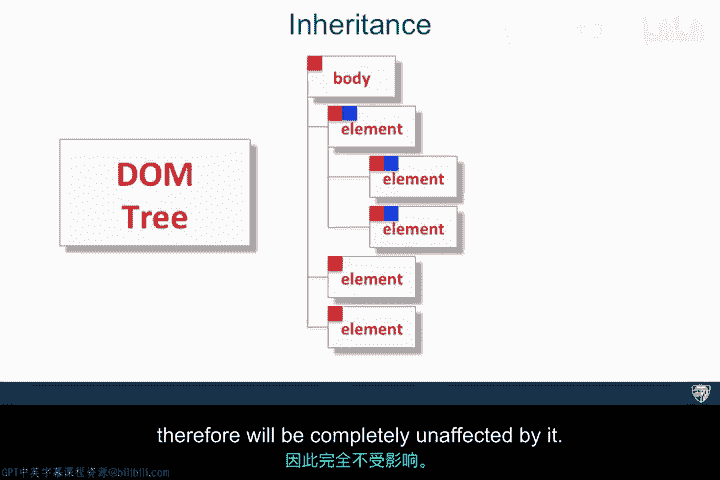 Inheritance
body
element
DOM
Tree
element
element
element
element
therefore will be completely unaffected by it.
因此完全不受影响。
GPT中英字幕课程资源@bilibili.com